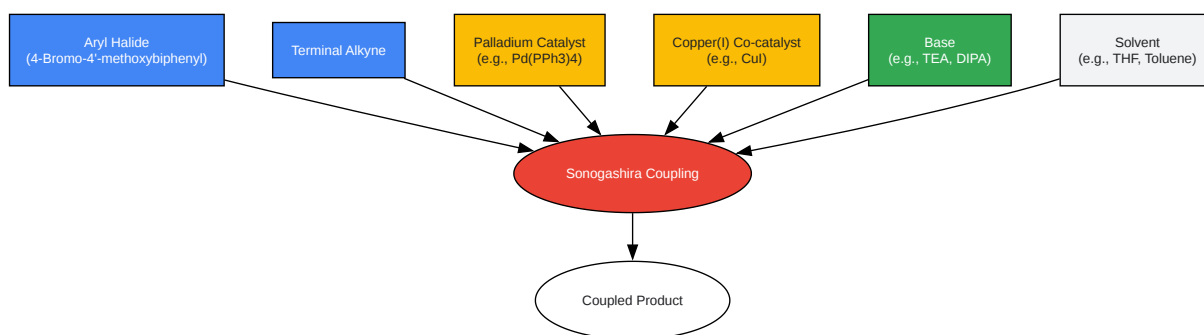 Aryl Halide
(4-Bromo-4'-methoxybiphenyl)
Terminal Alkyne
Palladium Catalyst
(e.g., Pd(PPh3)4)
Copper(I) Co-catalyst
(e.g., CuI)
Base
(e.g., TEA, DIPA)
Solvent
(e.g., THF, Toluene)
Sonogashira Coupling
Coupled Product